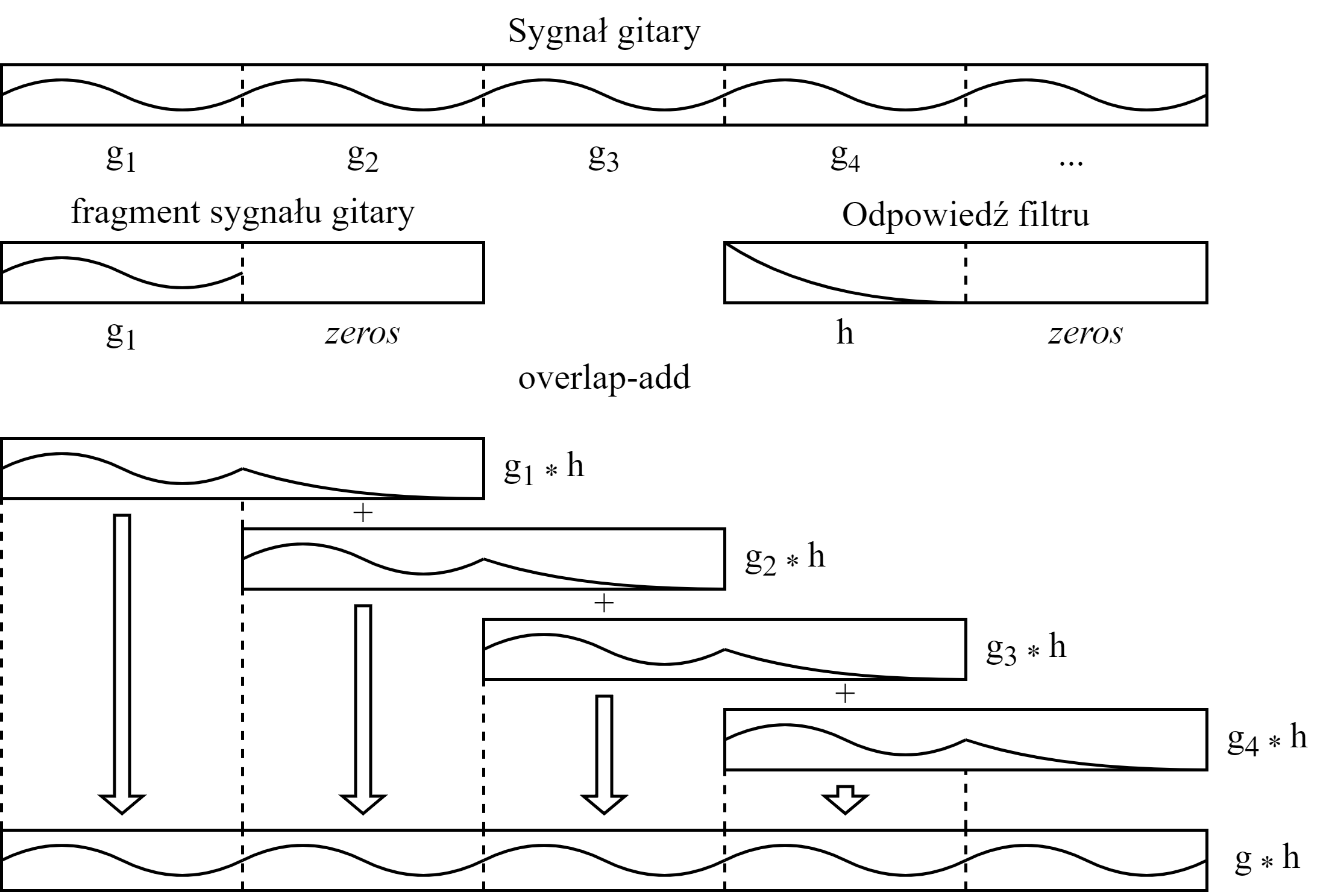 Sygnał gitary
g1 g2 g3 g4 ...
fragment sygnału gitary Odpowiedź filtru
g1 zeros h zeros
overlap-add
g1 * h
+
g2 * h
+
g3 * h
+
g4 * h
g * h